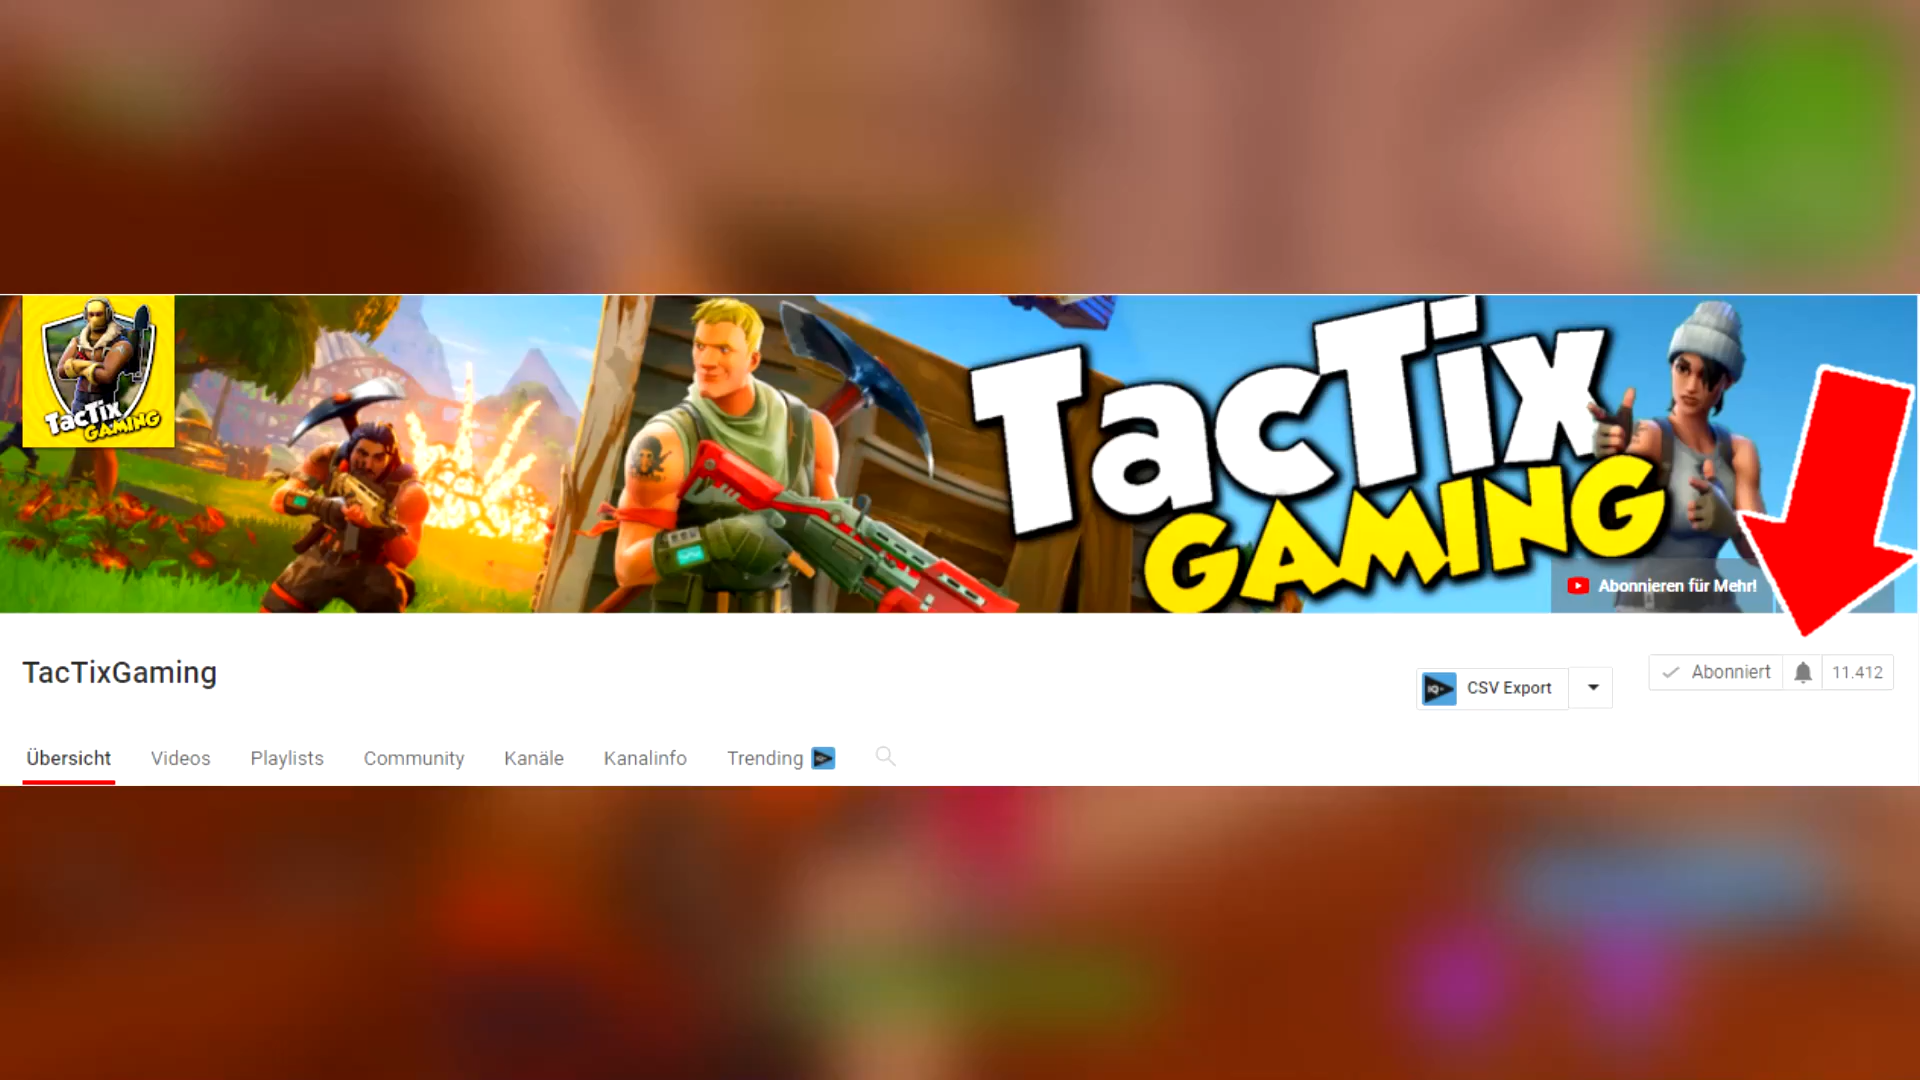 TacTix
GAMING
TacTix
GAMING
Abonnieren für Mehr!
TacTixGaming
IQ
CSV Export
Abonniert
11.412
Übersicht
Videos
Playlists
Community
Kanäle
Kanalinfo
Trending